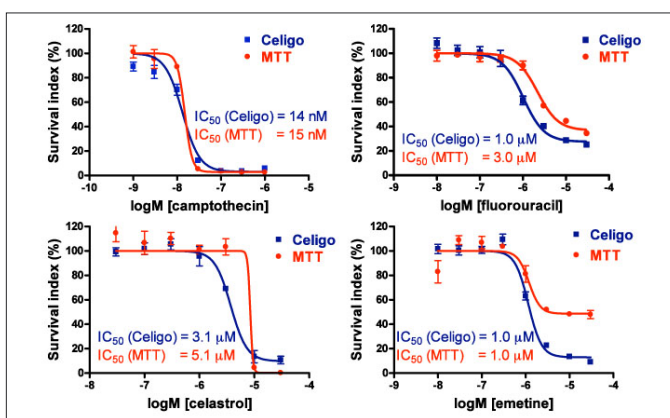 Survival index (%)
120
100
80
60
40
20
0
Celigo
MTT
IC50 (Celigo) = 14 nM
IC50 (MTT) = 15 nM
-10 -9 -8 -7 -6 -5 -4
logM [camptothecin]
Survival index (%)
120
100
80
60
40
20
0
Celigo
MTT
IC50 (Celigo) = 1.0 μM
IC50 (MTT) = 3.0 μM
-9 -8 -7 -6 -5 -4
logM [fluorouracil]
Survival index (%)
120
100
80
60
40
20
0
Celigo
MTT
IC50 (Celigo) = 3.1 μM
IC50 (MTT) = 5.1 μM
-8 -7 -6 -5 -4
logM [celastrol]
Survival index (%)
120
100
80
60
40
20
0
Celigo
MTT
IC50 (Celigo) = 1.0 μM
IC50 (MTT) = 1.0 μM
-9 -8 -7 -6 -5 -4
logM [emetine]